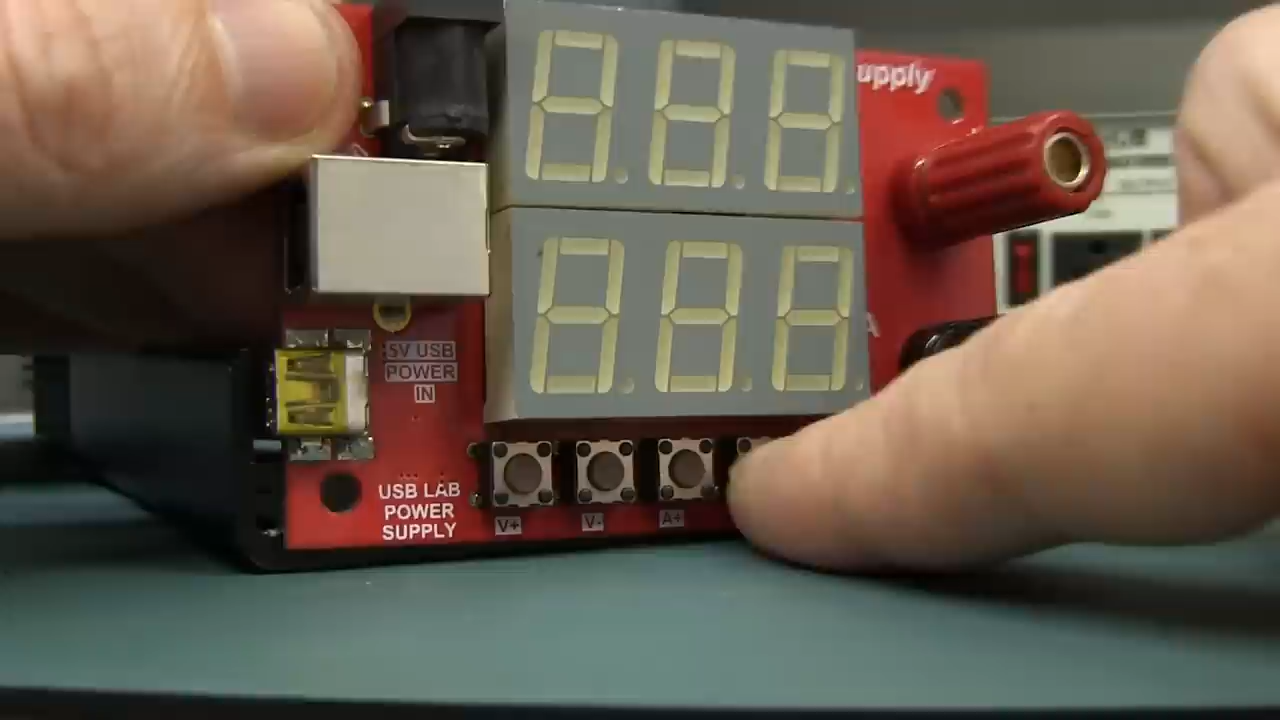 upply
5V USB
POWER
IN
A
USB LAB
POWER
SUPPLY
V+
V-
A+